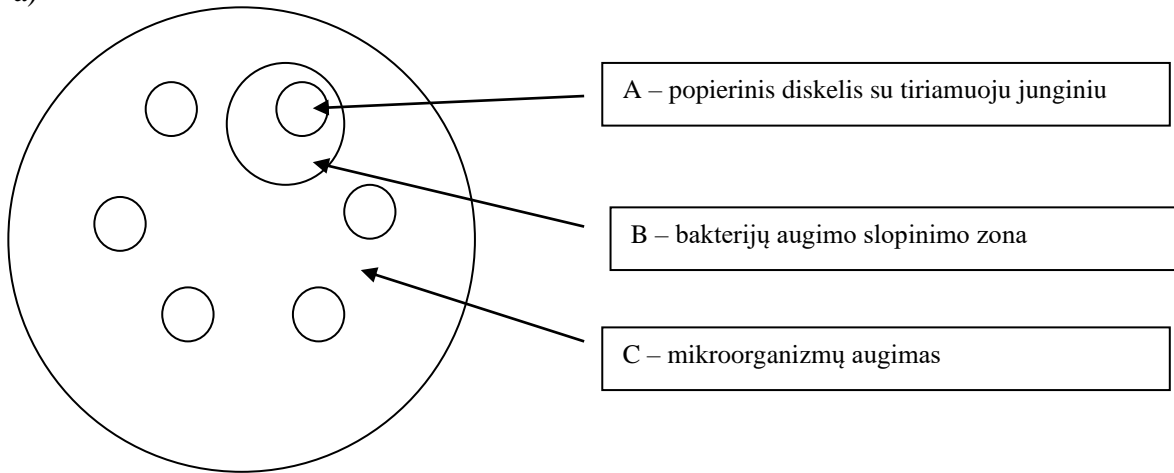 A – popierinis diskelis su tiriamuoju junginiu
B – bakterijų augimo slopinimo zona
C – mikroorganizmų augimas